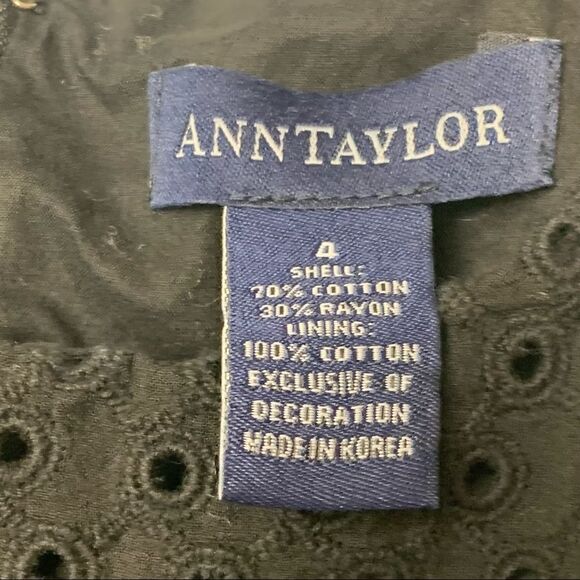 ANNTAYLOR
4
SHELL:
70% COTTON
30% RAYON
LINING:
100% COTTON
EXCLUSIVE OF
DECORATION
MADE IN KOREA